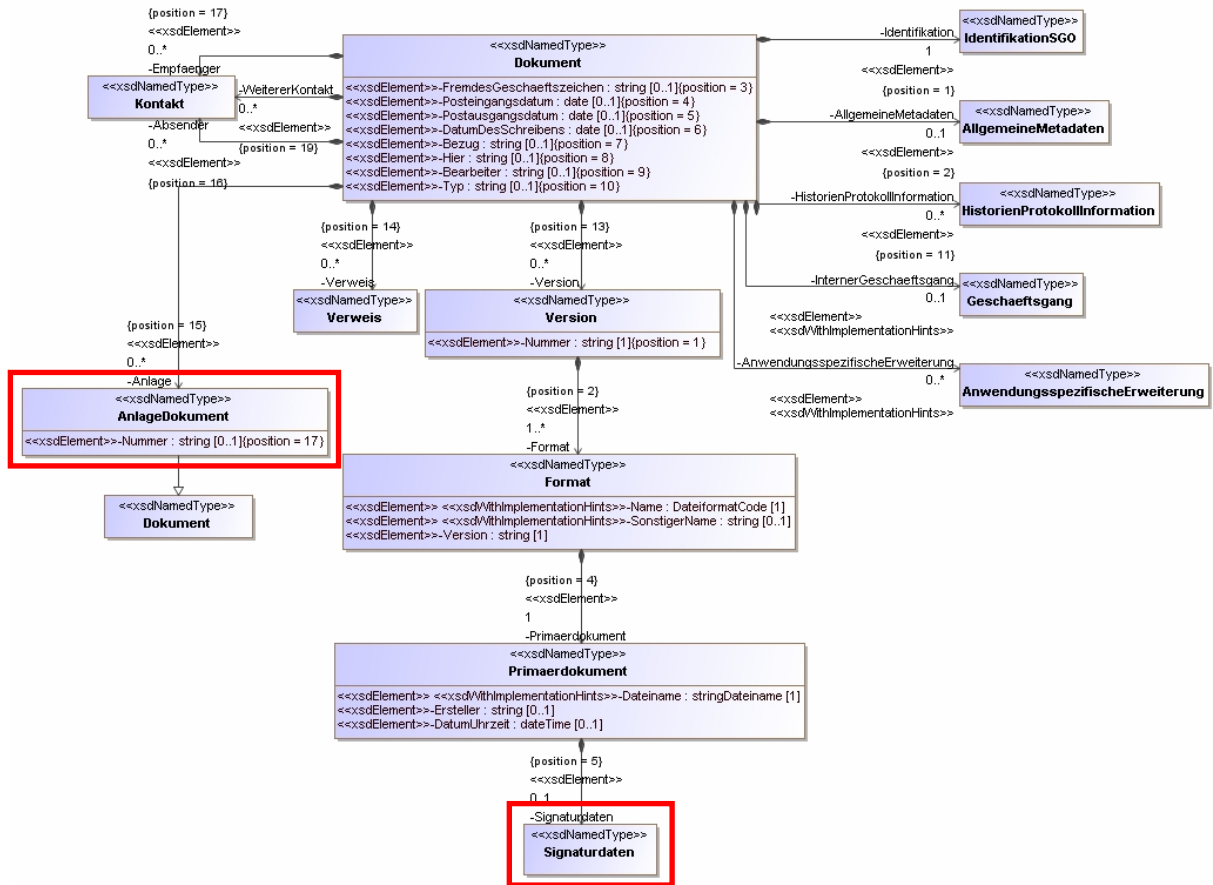 {position = 17}
<<xsdElement>>
0..*
-Empfaenger
<<xsdNamedType>>
Kontakt
-WeitererKontakt
0..*
<<xsdElement>>
{position = 19}
-Absender
0..*
<<xsdElement>>
{position = 16}
<<xsdNamedType>>
Dokument
<<xsdElement>>-FremdesGeschaeftszeichen : string [0..1]{position = 3}
<<xsdElement>>-Posteingangsdatum : date [0..1]{position = 4}
<<xsdElement>>-Postausgangsdatum : date [0..1]{position = 5}
<<xsdElement>>-DatumDesSchreibens : date [0..1]{position = 6}
<<xsdElement>>-Bezug : string [0..1]{position = 7}
<<xsdElement>>-Hier : string [0..1]{position = 8}
<<xsdElement>>-Bearbeiter : string [0..1]{position = 9}
<<xsdElement>>-Typ : string [0..1]{position = 10}
-Identifikation
1
<<xsdElement>>
{position = 1}
<<xsdNamedType>>
IdentifikationSGO
-AllgemeineMetadaten
0..1
<<xsdElement>>
{position = 2}
<<xsdNamedType>>
AllgemeineMetadaten
-HistorienProtokollInformation
0..*
<<xsdElement>>
{position = 11}
<<xsdNamedType>>
HistorienProtokollInformation
-InternerGeschaeftsgang
0..1
<<xsdElement>>
<<xsdWithImplementationHints>>
<<xsdNamedType>>
Geschaeftsgang
-AnwendungsspezifischeErweiterung
0..*
<<xsdElement>>
<<xsdWithImplementationHints>>
<<xsdNamedType>>
AnwendungsspezifischeErweiterung
{position = 14}
<<xsdElement>>
0..*
-Verweis
<<xsdNamedType>>
Verweis
{position = 13}
<<xsdElement>>
0..*
-Version
<<xsdNamedType>>
Version
<<xsdElement>>-Nummer : string [1]{position = 1}
{position = 15}
<<xsdElement>>
0..*
-Anlage
<<xsdNamedType>>
AnlageDokument
<<xsdElement>>-Nummer : string [0..1]{position = 17}
<<xsdNamedType>>
Dokument
{position = 2}
<<xsdElement>>
1..*
-Format
<<xsdNamedType>>
Format
<<xsdElement>> <<xsdWithImplementationHints>>-Name : DateiformatCode [1]
<<xsdElement>> <<xsdWithImplementationHints>>-SonstigerName : string [0..1]
<<xsdElement>>-Version : string [1]
{position = 4}
<<xsdElement>>
1
-Primaerdokument
<<xsdNamedType>>
Primaerdokument
<<xsdElement>> <<xsdWithImplementationHints>>-Dateiname : stringDateiname [1]
<<xsdElement>>-Ersteller : string [0..1]
<<xsdElement>>-DatumUhrzeit : dateTime [0..1]
{position = 5}
<<xsdElement>>
0..1
-Signaturdaten
<<xsdNamedType>>
Signaturdaten